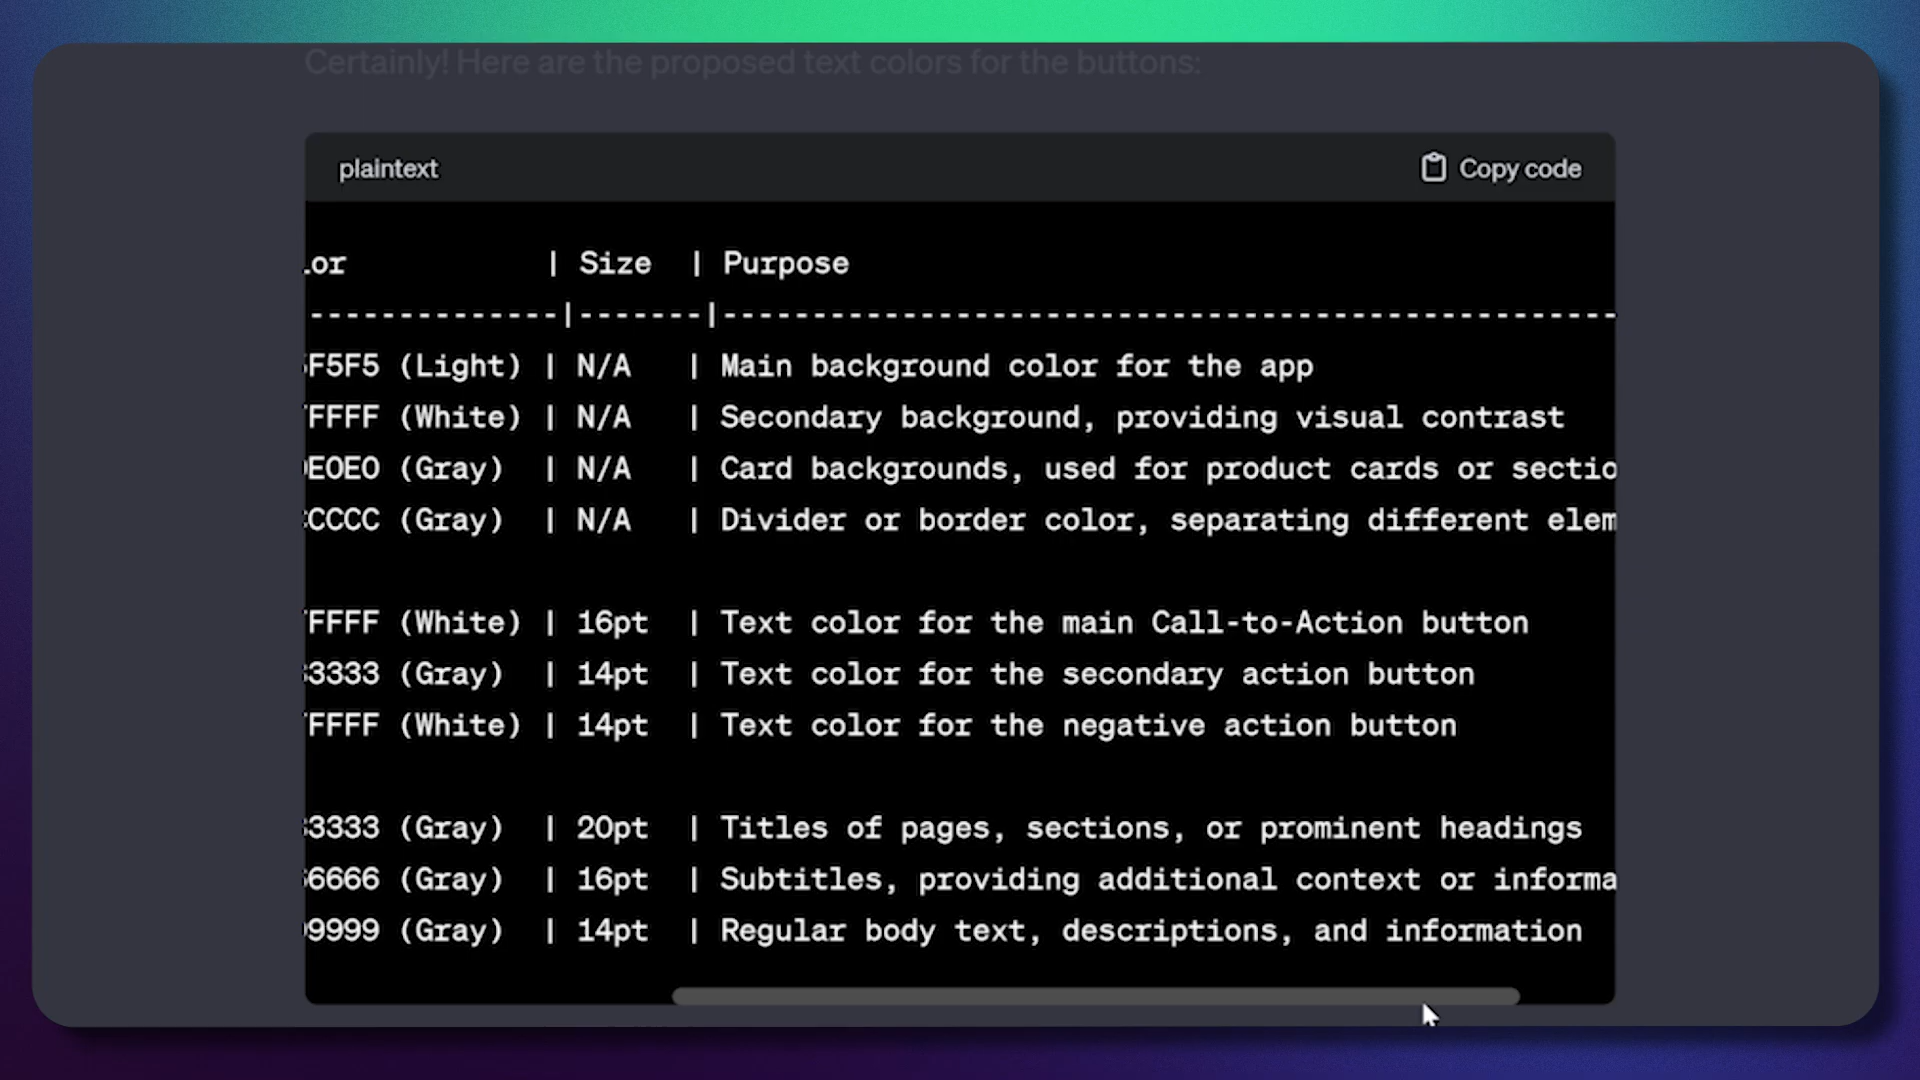 Certainly! Here are the proposed text colors for the buttons:
plaintext
Copy code
or | Size | Purpose
--------------|-------|--------------------------------------------------
F5F5 (Light) | N/A | Main background color for the app
FFFF (White) | N/A | Secondary background, providing visual contrast
E0E0 (Gray) | N/A | Card backgrounds, used for product cards or sectio
CCCC (Gray) | N/A | Divider or border color, separating different elem
FFFF (White) | 16pt | Text color for the main Call-to-Action button
3333 (Gray) | 14pt | Text color for the secondary action button
FFFF (White) | 14pt | Text color for the negative action button
3333 (Gray) | 20pt | Titles of pages, sections, or prominent headings
6666 (Gray) | 16pt | Subtitles, providing additional context or informa
9999 (Gray) | 14pt | Regular body text, descriptions, and information